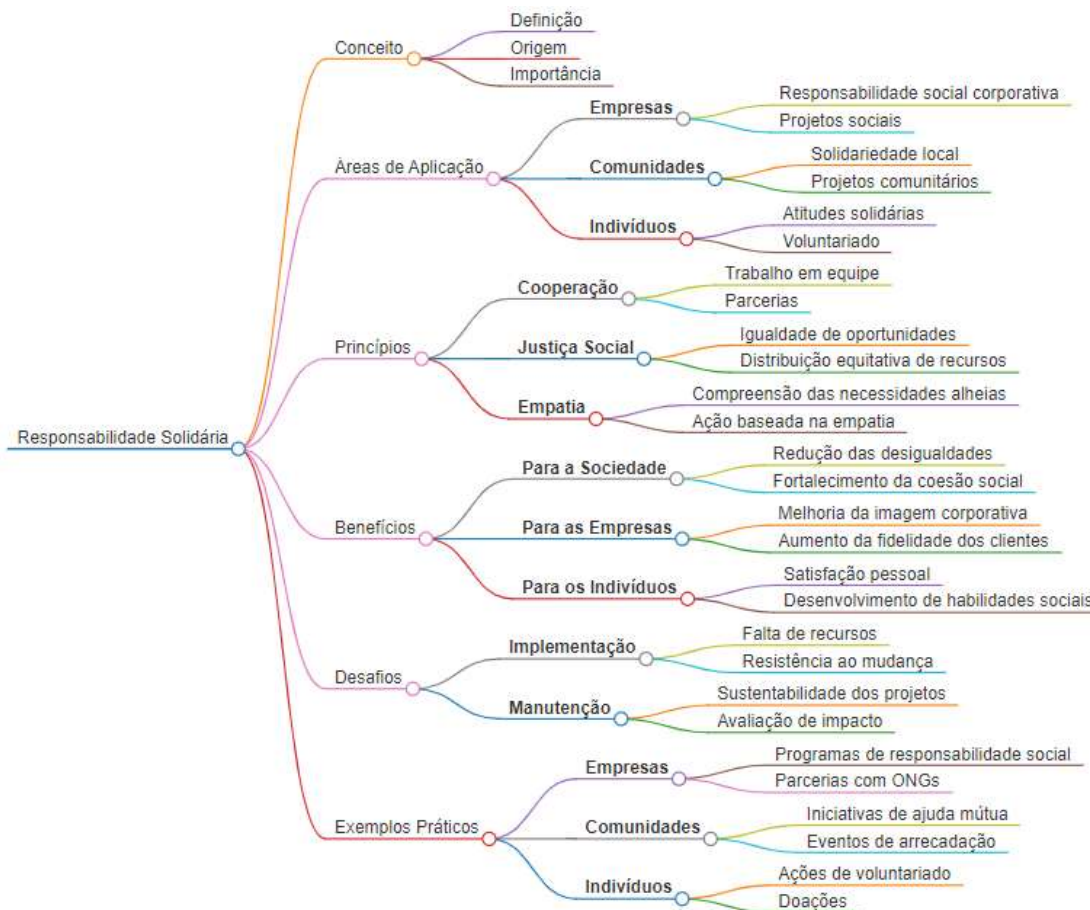 Responsabilidade Solidária
Conceito
Definição
Origem
Importância
Áreas de Aplicação
Empresas
Responsabilidade social corporativa
Projetos sociais
Comunidades
Solidariedade local
Projetos comunitários
Indivíduos
Atitudes solidárias
Voluntariado
Princípios
Cooperação
Trabalho em equipe
Parcerias
Justiça Social
Igualdade de oportunidades
Distribuição equitativa de recursos
Empatia
Compreensão das necessidades alheias
Ação baseada na empatia
Benefícios
Para a Sociedade
Redução das desigualdades
Fortalecimento da coesão social
Para as Empresas
Melhoria da imagem corporativa
Aumento da fidelidade dos clientes
Para os Indivíduos
Satisfação pessoal
Desenvolvimento de habilidades sociais
Desafios
Implementação
Falta de recursos
Resistência ao mudança
Manutenção
Sustentabilidade dos projetos
Avaliação de impacto
Exemplos Práticos
Empresas
Programas de responsabilidade social
Parcerias com ONGs
Comunidades
Iniciativas de ajuda mútua
Eventos de arrecadação
Indivíduos
Ações de voluntariado
Doações